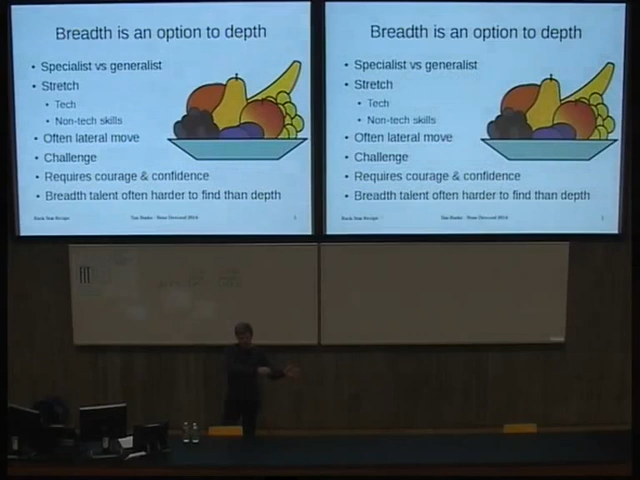 Breadth is an option to depth
• Specialist vs generalist
• Stretch
• Tech
• Non-tech skills
• Often lateral move
• Challenge
• Requires courage & confidence
• Breadth talent often harder to find than depth
Breadth is an option to depth
• Specialist vs generalist
• Stretch
• Tech
• Non-tech skills
• Often lateral move
• Challenge
• Requires courage & confidence
• Breadth talent often harder to find than depth